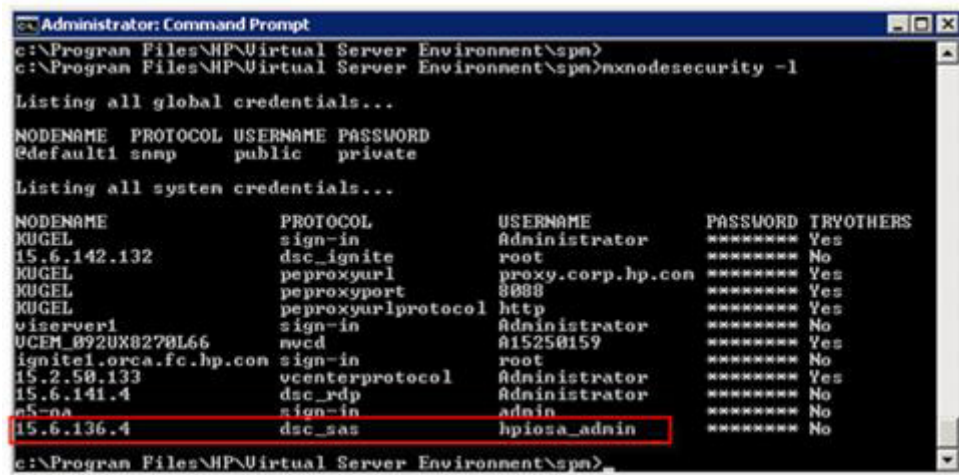 Administrator: Command Prompt
c:\Program Files\HP\Virtual Server Environment\spm>
c:\Program Files\HP\Virtual Server Environment\spm>mxnodesecurity -l
Listing all global credentials...
NODENAME PROTOCOL USERNAME PASSWORD
@default1 snmp public private
Listing all system credentials...
NODENAME PROTOCOL USERNAME PASSWORD TRYOTHERS
KUGEL sign-in Administrator ******** Yes
15.6.142.132 dsc_ignite root ******** No
KUGEL peproxyurl proxy.corp.hp.com ******** Yes
KUGEL peproxyport 8088 ******** Yes
KUGEL peproxyurlprotocol http ******** Yes
viserver1 sign-in Administrator ******** No
VCEM_092UX8270L66 mvcd A15250159 ******** Yes
ignite1.orca.fc.hp.com sign-in root ******** No
15.2.50.133 vcenterprotocol Administrator ******** Yes
15.6.141.4 dsc_rdp Administrator ******** No
e5-na sign-in admin ******** No
15.6.136.4 dsc_sas hpiosa_admin ******** No
c:\Program Files\HP\Virtual Server Environment\spm>_